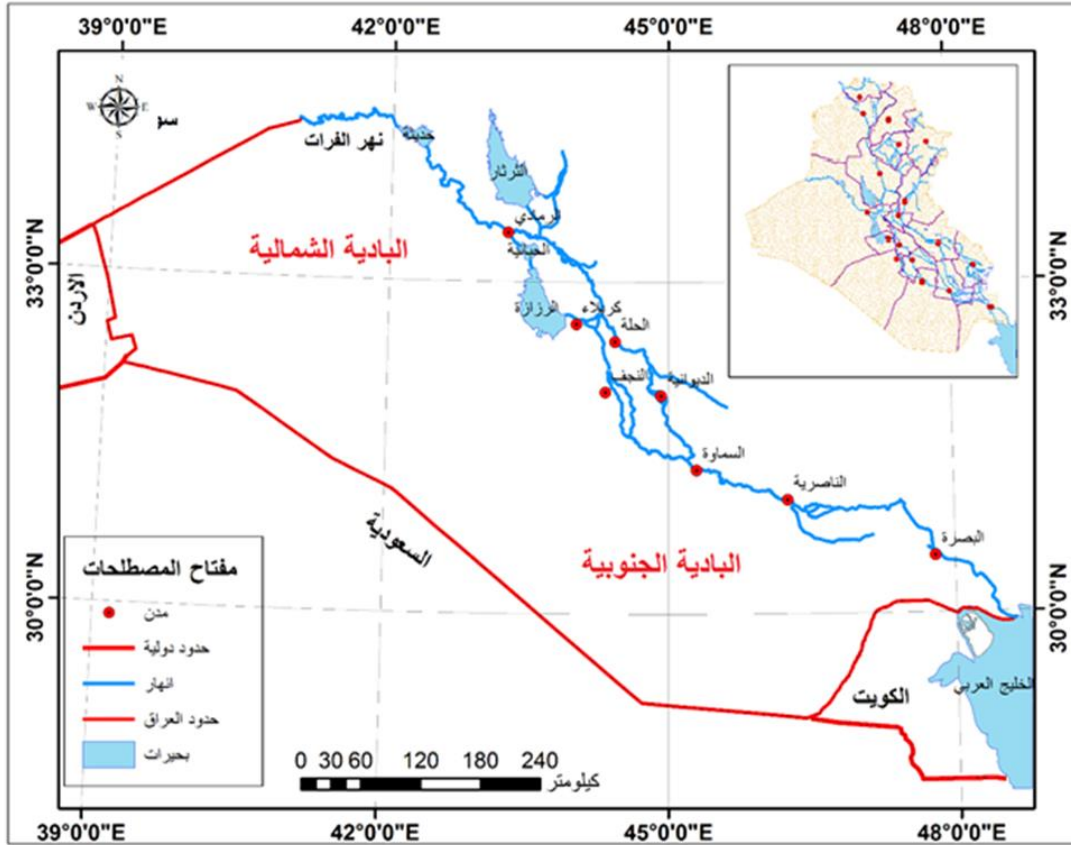 39°0'0"E
42°0'0"E
45°0'0"E
48°0'0"E
N
W E
S
سو
نهر الفرات
حديثة
الثرثار
الرمادي
الحبانية
البادية الشمالية
33°0'0"N
33°0'0"N
الاردن
الرزازة
كربلاء
الحلة
النجف
الديوانية
السماوة
الناصرية
البصرة
السعودية
البادية الجنوبية
30°0'0"N
30°0'0"N
الكويت
الخليج العربي
مفتاح المصطلحات
مدن
حدود دولية
انهار
حدود العراق
بحيرات
0 30 60 120 180 240
كيلومتر
39°0'0"E
42°0'0"E
45°0'0"E
48°0'0"E